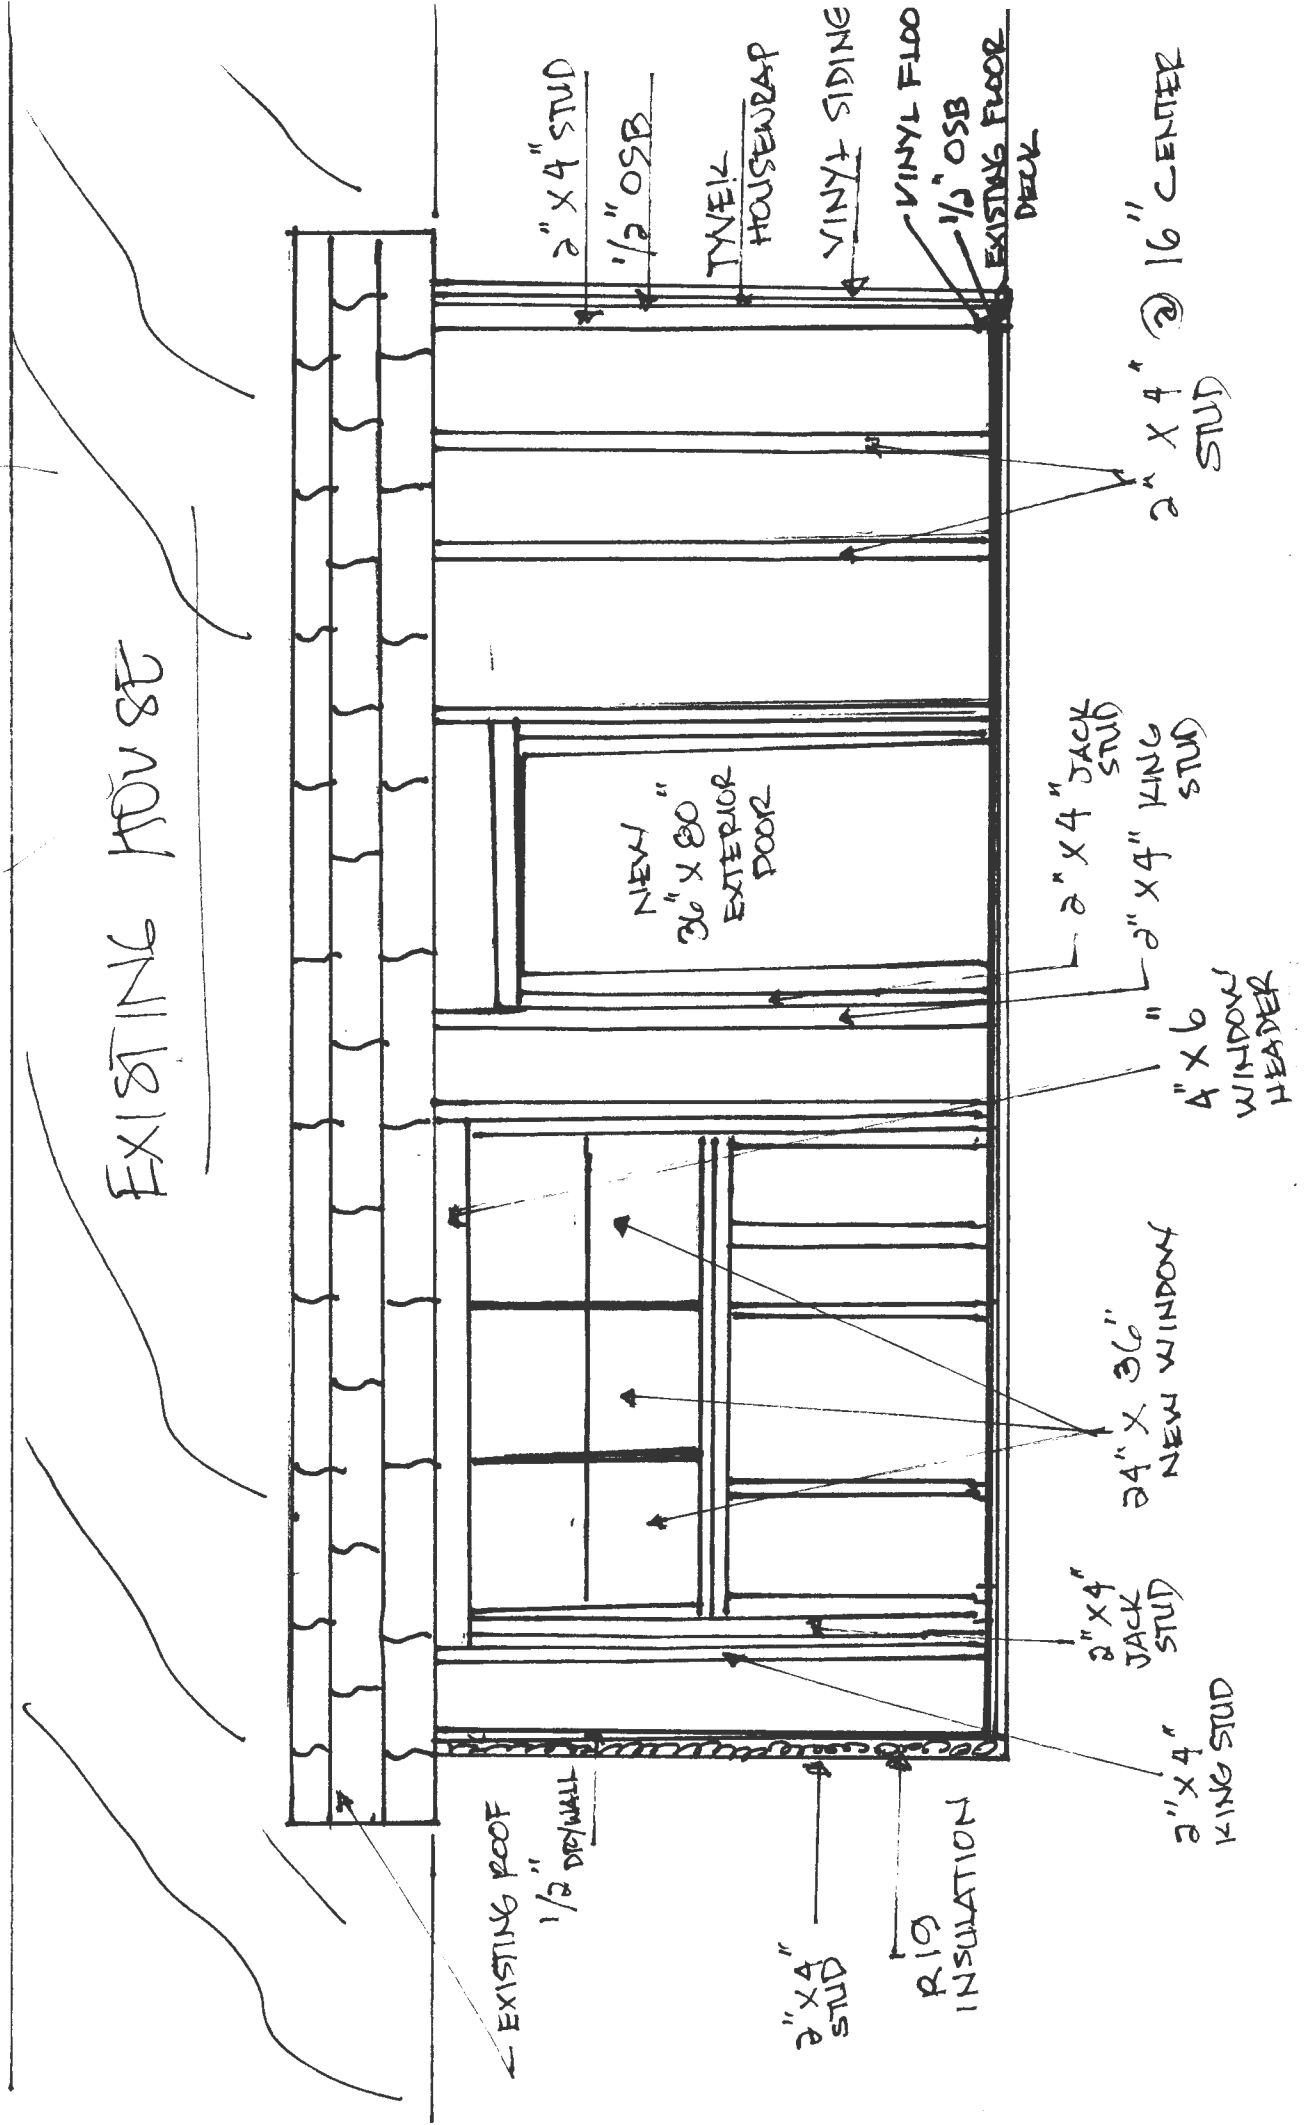 EXISTING HOUSE
EXISTING ROOF
1/2" DRYWALL
2" X 4"
STUD
R19
INSULATION
2" X 4"
KING STUD
2" X 4"
JACK
STUD
24" X 36"
NEW WINDOW
4" X 6"
WINDOW
HEADER
NEW
36" X 80"
EXTERIOR
DOOR
2" X 4" JACK
STUD
2" X 4" KING
STUD
2" X 4" @ 16" CENTER
STUD
2" X 4" STUD
1/2" OSB
TYVEK
HOUSEWRAP
VINYL SIDING
VINYL FLOO
1/2" OSB
EXISTING FLOOR
DECK